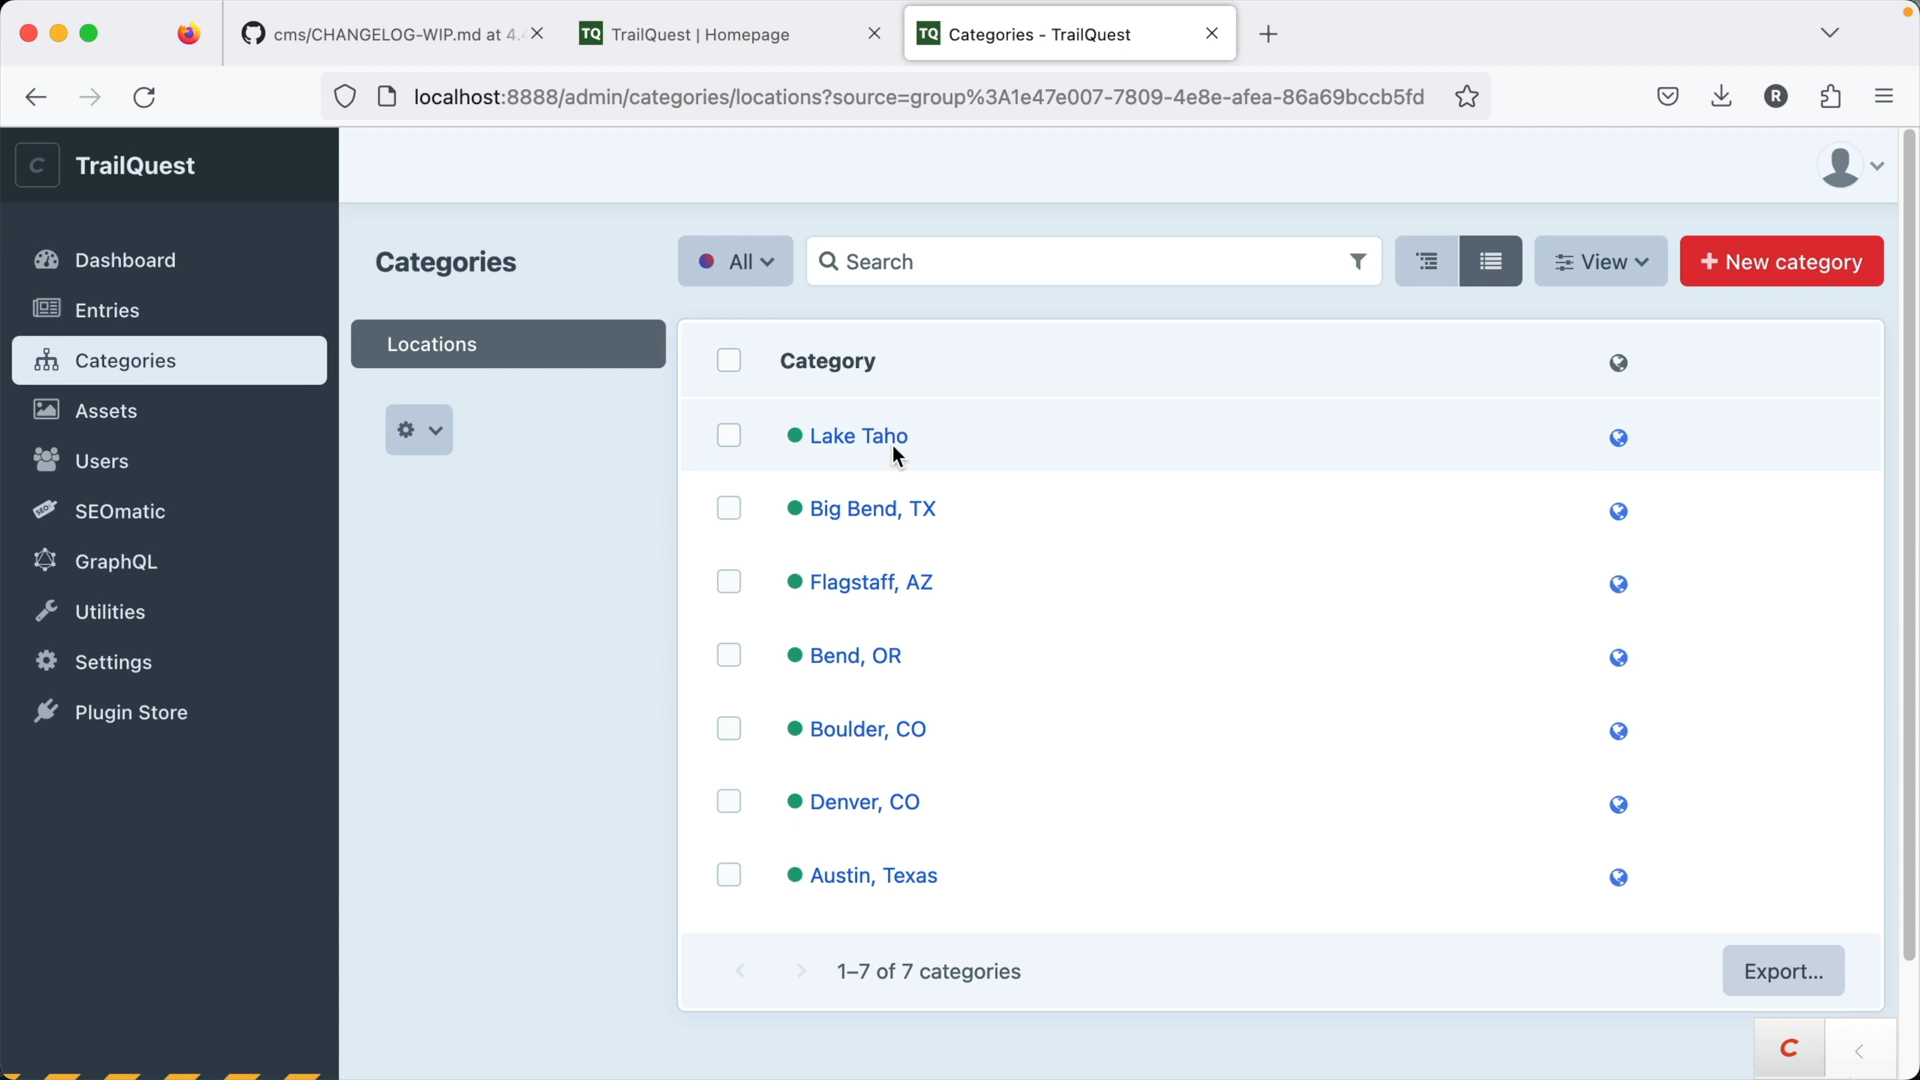 cms/CHANGELOG-WIP.md at 4.
TQ TrailQuest | Homepage
TQ Categories - TrailQuest
localhost:8888/admin/categories/locations?source=group%3A1e47e007-7809-4e8e-afea-86a69bccb5fd
R
C TrailQuest
Dashboard
Entries
Categories
Assets
Users
SEOmatic
GraphQL
Utilities
Settings
Plugin Store
Categories
All
Search
View
+ New category
Locations
Category
Lake Taho
Big Bend, TX
Flagstaff, AZ
Bend, OR
Boulder, CO
Denver, CO
Austin, Texas
1–7 of 7 categories
Export...
C